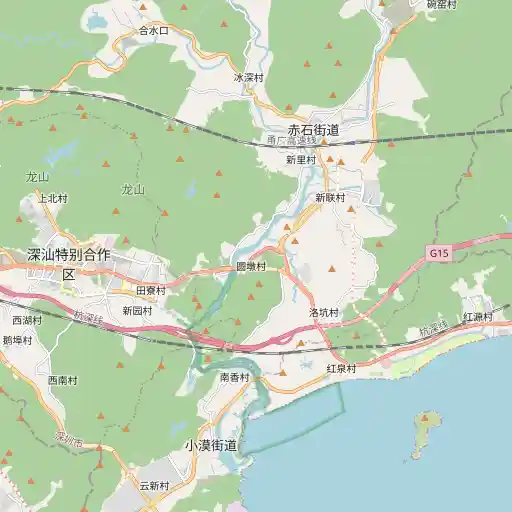 碗窑村
合水口
冰深村
赤石街道
甬广高速线
新里村
龙山
龙山
上北村
新联村
深汕特别合作
区
G15
圆墩村
田寮村
新园村
杭深线
西湖村
鹅埠村
洛坑村
红源村
杭深线
西南村
南香村
红泉村
深圳市
小漠街道
云新村